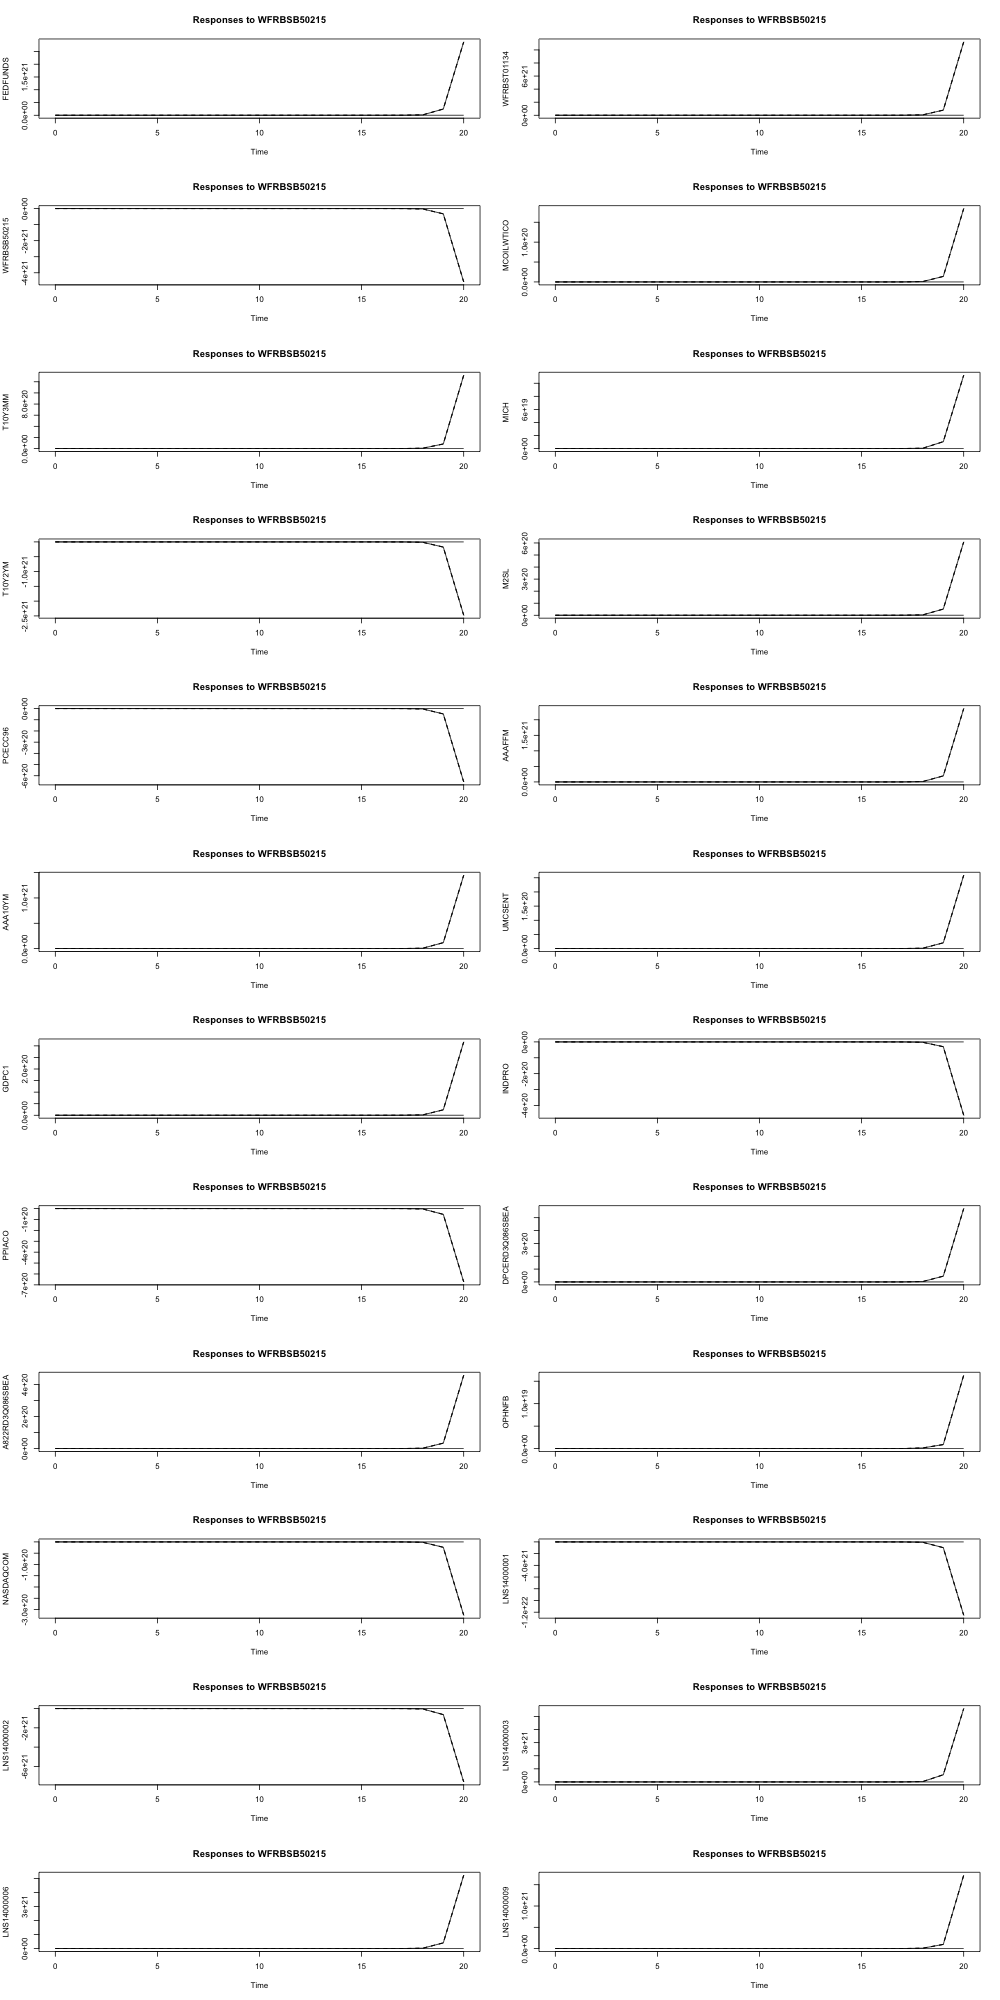 Responses to WFRBSB50215
FEDFUNDS
0.0e+00 1.5e+21
0 5 10 15 20
Time
Responses to WFRBSB50215
WFRBST01134
0e+00 6e+21
0 5 10 15 20
Time
Responses to WFRBSB50215
WFRBSB50215
-4e+21 -2e+21 0e+00
0 5 10 15 20
Time
Responses to WFRBSB50215
MCOILWTICO
0.0e+00 1.0e+20
0 5 10 15 20
Time
Responses to WFRBSB50215
T10Y3MM
0.0e+00 8.0e+20
0 5 10 15 20
Time
Responses to WFRBSB50215
MICH
0e+00 6e+19
0 5 10 15 20
Time
Responses to WFRBSB50215
T10Y2YM
-2.5e+21 -1.0e+21
0 5 10 15 20
Time
Responses to WFRBSB50215
M2SL
0e+00 3e+20 6e+20
0 5 10 15 20
Time
Responses to WFRBSB50215
PCECC96
-6e+20 -3e+20 0e+00
0 5 10 15 20
Time
Responses to WFRBSB50215
AAAFFM
0.0e+00 1.5e+21
0 5 10 15 20
Time
Responses to WFRBSB50215
AAA10YM
0.0e+00 1.0e+21
0 5 10 15 20
Time
Responses to WFRBSB50215
UMCSENT
0.0e+00 1.5e+20
0 5 10 15 20
Time
Responses to WFRBSB50215
GDPC1
0.0e+00 2.0e+20
0 5 10 15 20
Time
Responses to WFRBSB50215
INDPRO
-4e+20 -2e+20 0e+00
0 5 10 15 20
Time
Responses to WFRBSB50215
PPIACO
-7e+20 -4e+20 -1e+20
0 5 10 15 20
Time
Responses to WFRBSB50215
DPCERD3Q086SBEA
0e+00 3e+20
0 5 10 15 20
Time
Responses to WFRBSB50215
A822RD3Q086SBEA
0e+00 2e+20 4e+20
0 5 10 15 20
Time
Responses to WFRBSB50215
OPHNFB
0.0e+00 1.0e+19
0 5 10 15 20
Time
Responses to WFRBSB50215
NASDAQCOM
-3.0e+20 -1.0e+20
0 5 10 15 20
Time
Responses to WFRBSB50215
LNS14000001
-1.2e+22 -4.0e+21
0 5 10 15 20
Time
Responses to WFRBSB50215
LNS14000002
-6e+21 -2e+21
0 5 10 15 20
Time
Responses to WFRBSB50215
LNS14000003
0e+00 3e+21
0 5 10 15 20
Time
Responses to WFRBSB50215
LNS14000006
0e+00 3e+21
0 5 10 15 20
Time
Responses to WFRBSB50215
LNS14000009
0.0e+00 1.0e+21
0 5 10 15 20
Time